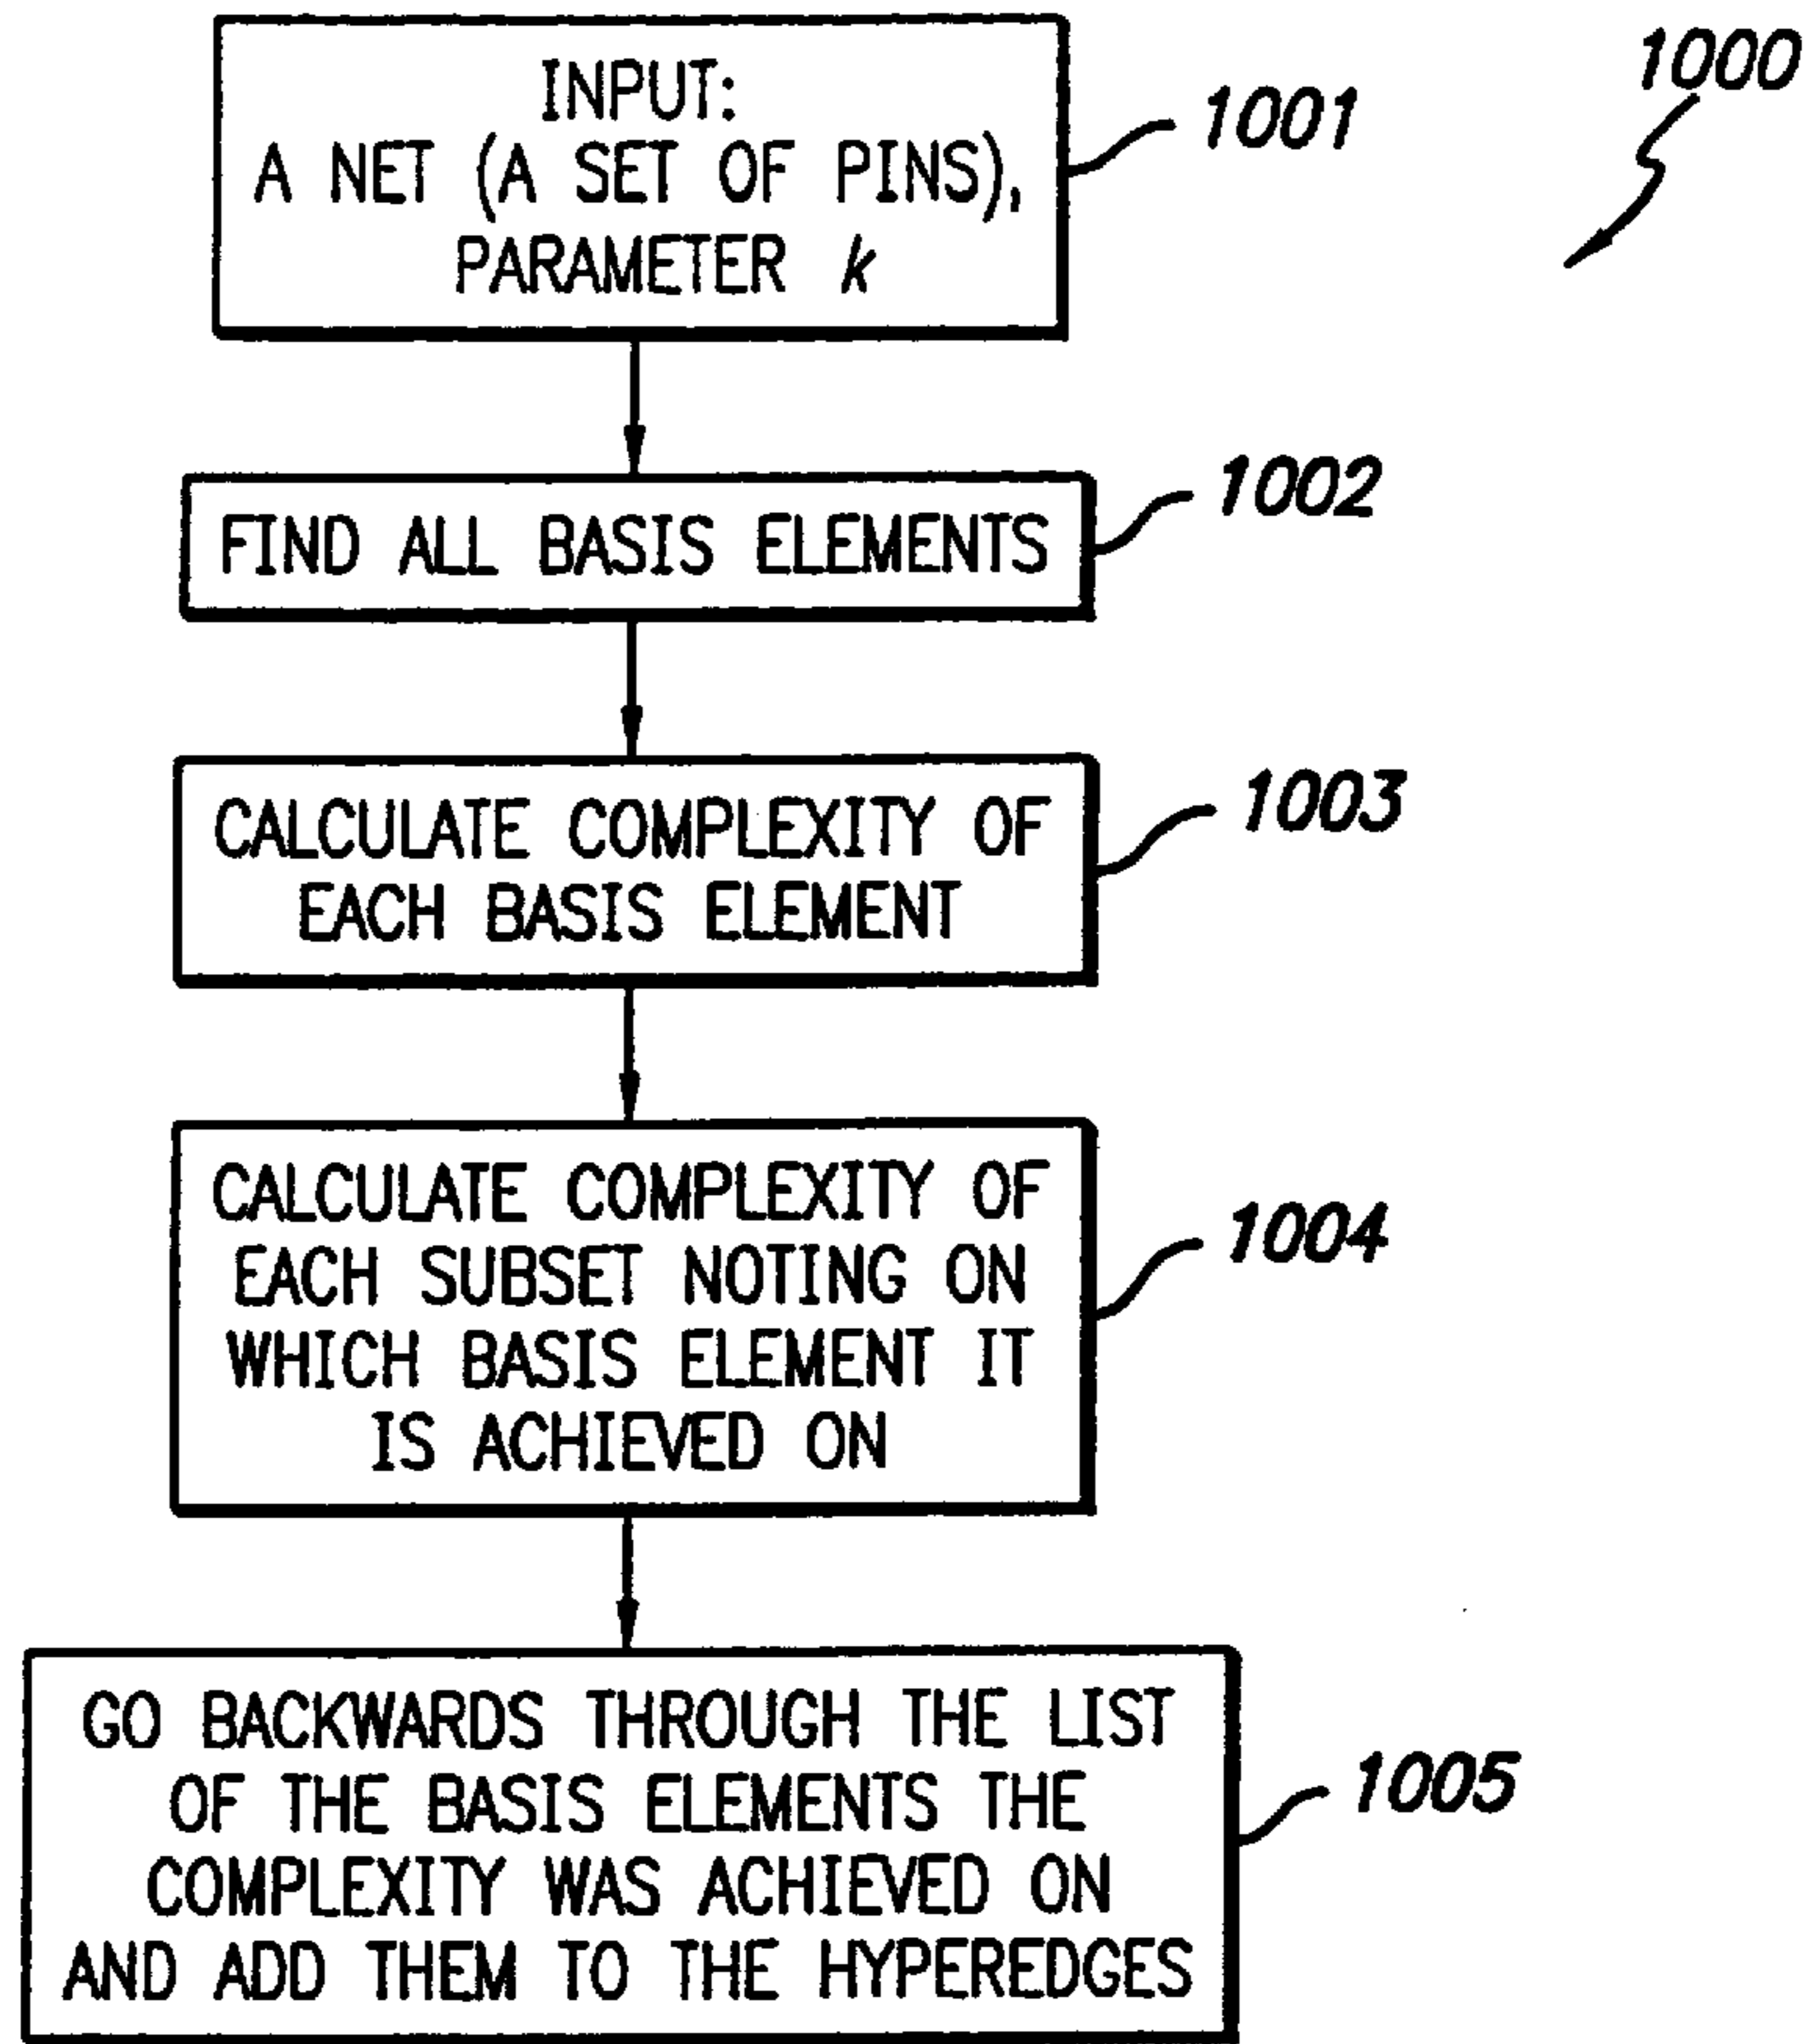 1000
INPUT:
A NET (A SET OF PINS),
PARAMETER k
1001
FIND ALL BASIS ELEMENTS
1002
CALCULATE COMPLEXITY OF
EACH BASIS ELEMENT
1003
CALCULATE COMPLEXITY OF
EACH SUBSET NOTING ON
WHICH BASIS ELEMENT IT
IS ACHIEVED ON
1004
GO BACKWARDS THROUGH THE LIST
OF THE BASIS ELEMENTS THE
COMPLEXITY WAS ACHIEVED ON
AND ADD THEM TO THE HYPEREDGES
1005